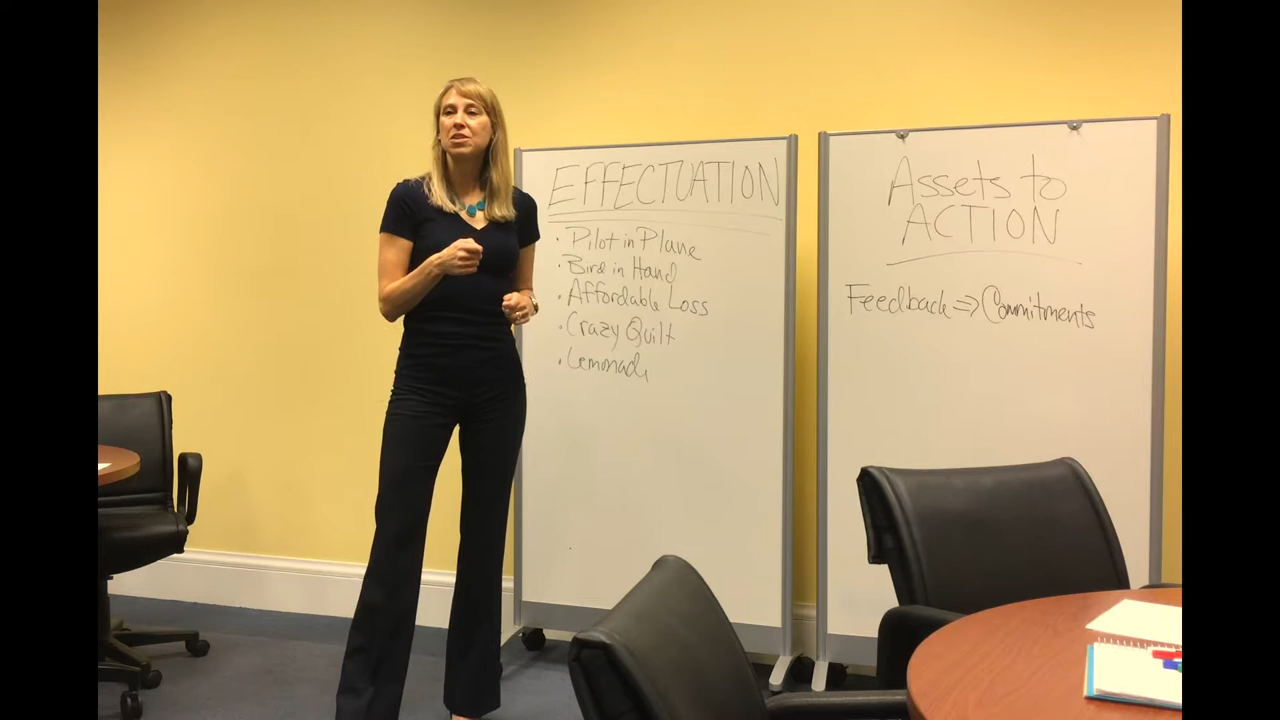 EFFECTUATION
• Pilot in Plane
• Bird in Hand
• Affordable Loss
• Crazy Quilt
• Lemonade
Assets to
ACTION
Feedback ⇒ Commitments